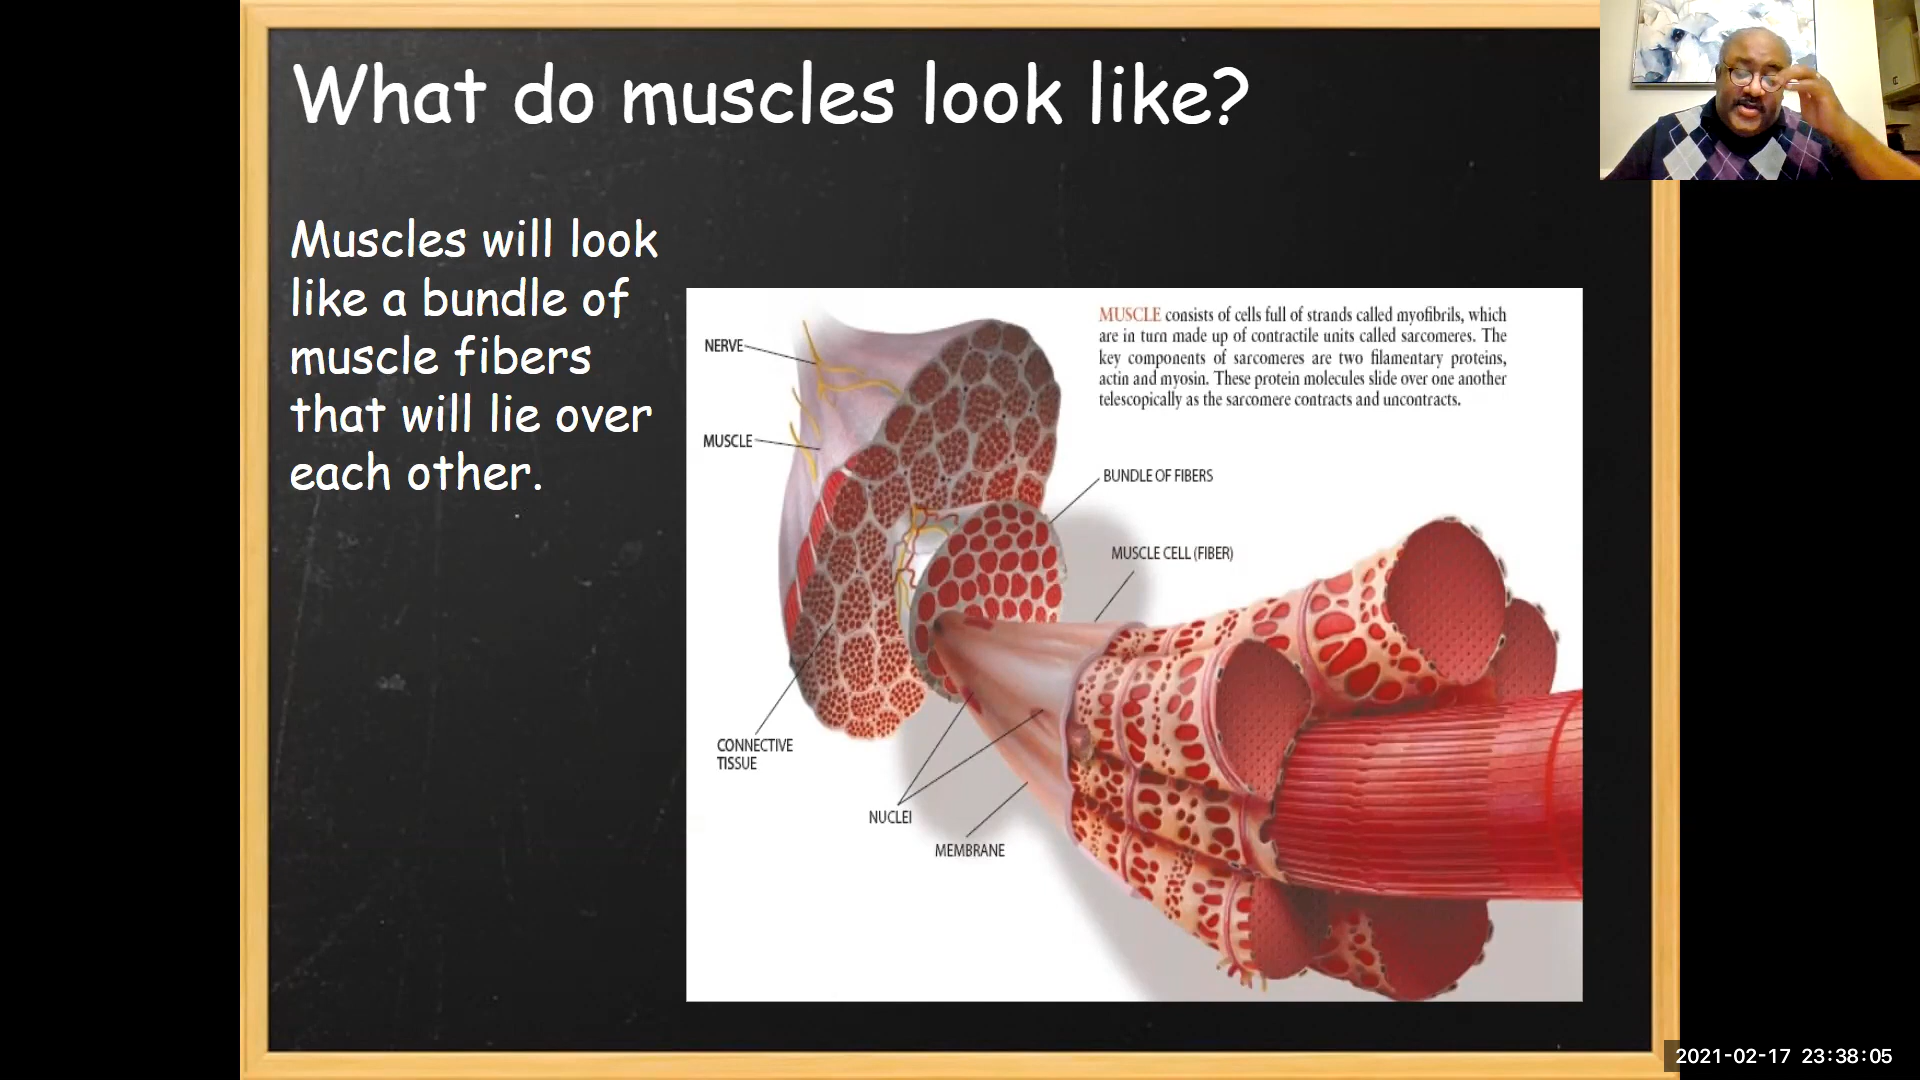 What do muscles look like?
Muscles will look
like a bundle of
muscle fibers
that will lie over
each other.
MUSCLE consists of cells full of strands called myofibrils, which
are in turn made up of contractile units called sarcomeres. The
key components of sarcomeres are two filamentary proteins,
actin and myosin. These protein molecules slide over one another
telescopically as the sarcomere contracts and uncontracts.
NERVE
MUSCLE
BUNDLE OF FIBERS
MUSCLE CELL (FIBER)
CONNECTIVE
TISSUE
NUCLEI
MEMBRANE
2021-02-17 23:38:05